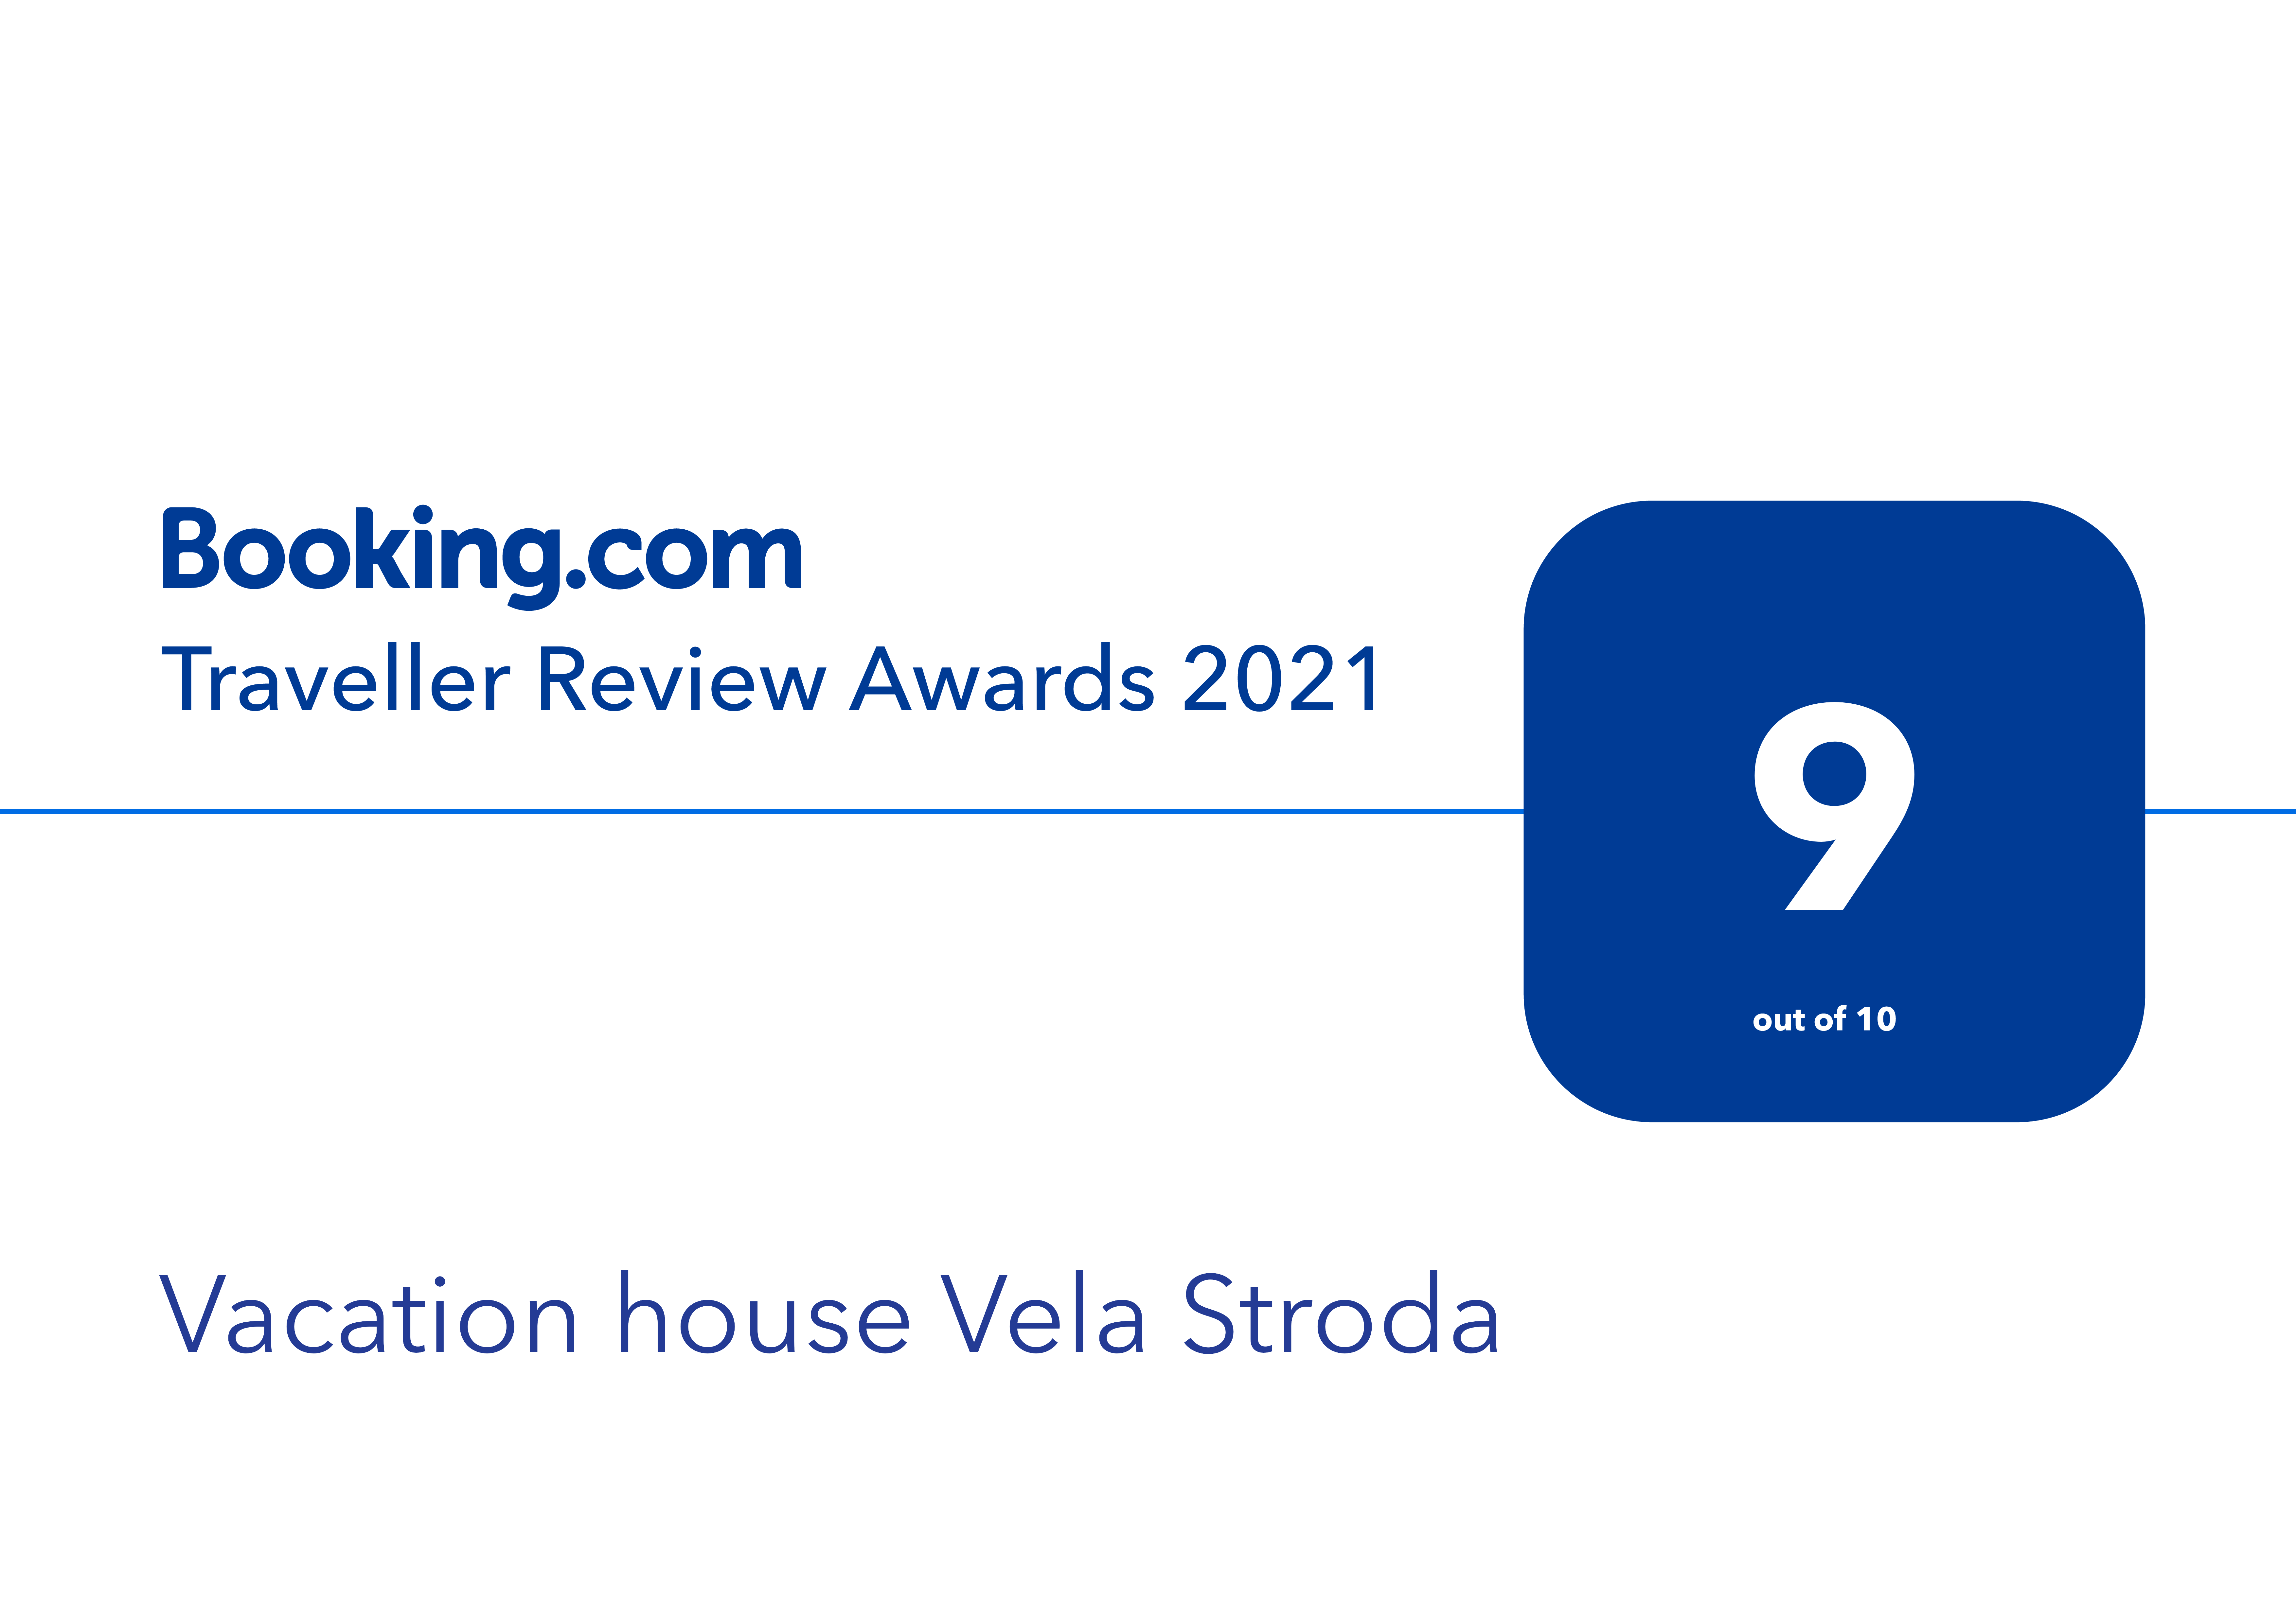 Booking.com
Traveller Review Awards 2021
9
out of 10
Vacation house Vela Stroda